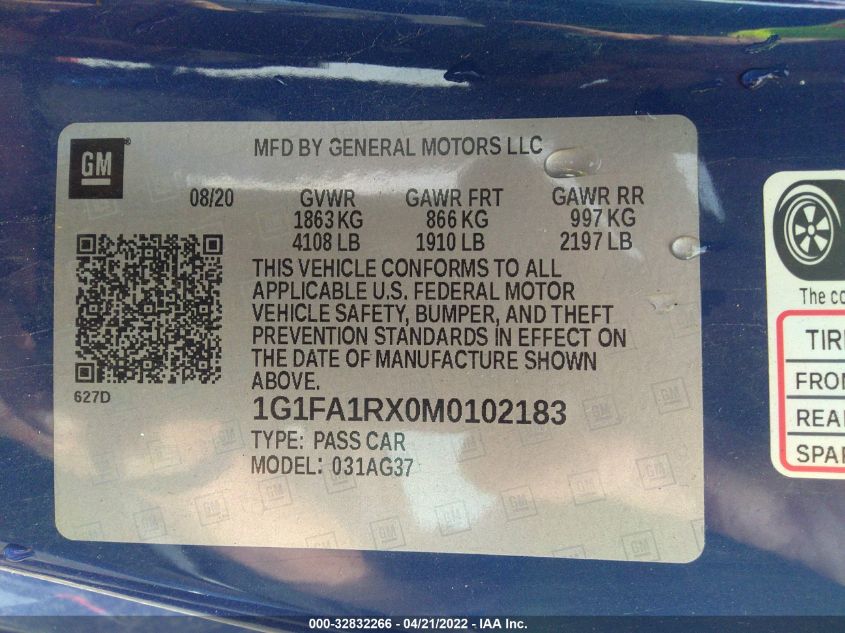 GM
MFD BY GENERAL MOTORS LLC
08/20 GVWR GAWR FRT GAWR RR
1863 KG 866 KG 997 KG
4108 LB 1910 LB 2197 LB
THIS VEHICLE CONFORMS TO ALL
APPLICABLE U.S. FEDERAL MOTOR
VEHICLE SAFETY, BUMPER, AND THEFT
PREVENTION STANDARDS IN EFFECT ON
THE DATE OF MANUFACTURE SHOWN
ABOVE.
627D
1G1FA1RX0M0102183
TYPE: PASS CAR
MODEL: 031AG37
The co
TIR
FRON
REA
SPAR
000-32832266 - 04/21/2022 - IAA Inc.